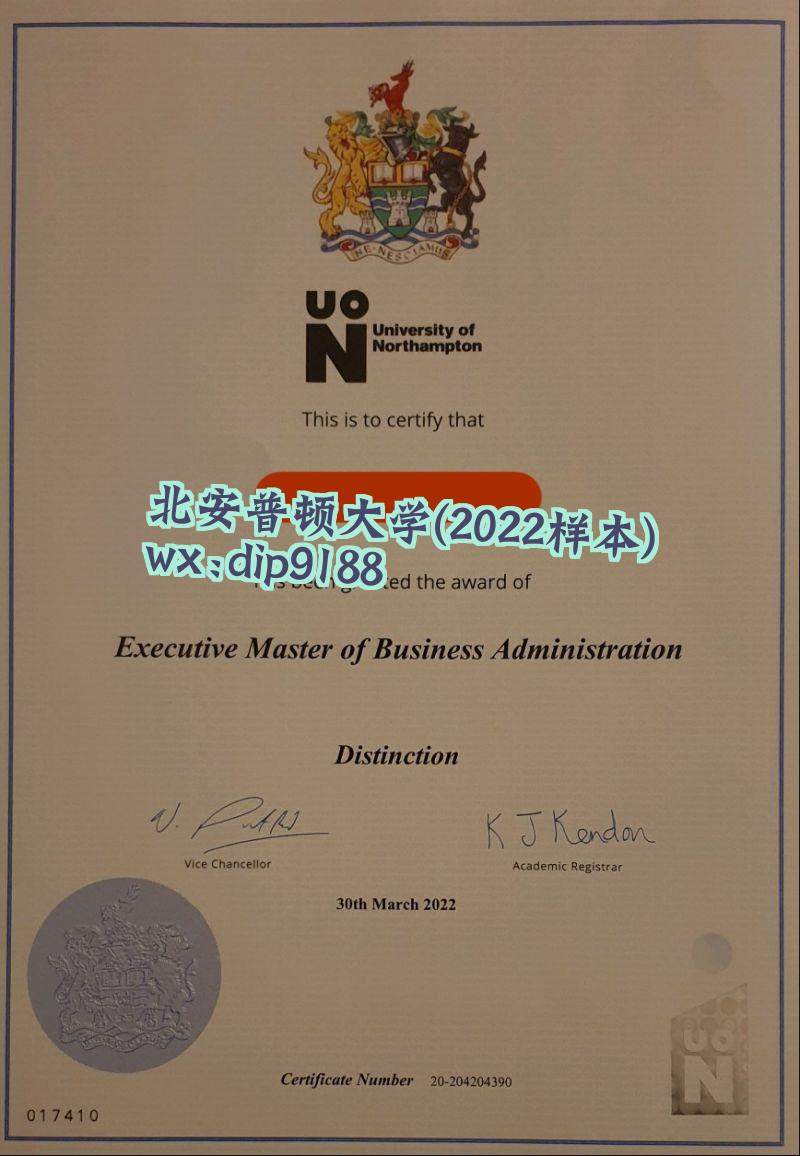 NE·NESCIAMUS
UON
University of
Northampton
This is to certify that
北安普顿大学(2022样本)
wx:dip9188
the award of
Executive Master of Business Administration
Distinction
K J Kendon
Vice Chancellor
Academic Registrar
30th March 2022
UON
Certificate Number 20-204204390
017410